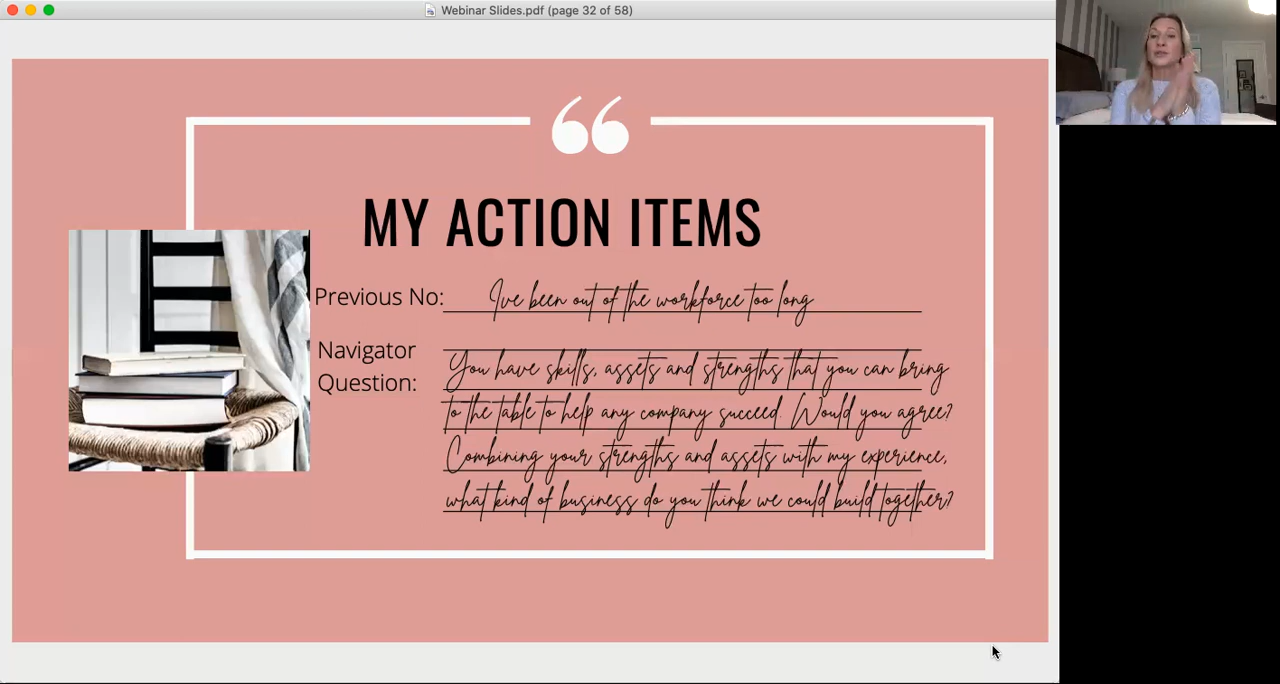 Webinar Slides.pdf (page 32 of 58)
“
MY ACTION ITEMS
Previous No: Ive been out of the workforce too long
Navigator
Question:
You have skills, assets and strengths that you can bring
to the table to help any company succeed. Would you agree?
Combining your strengths and assets with my experience,
what kind of business do you think we could build together?